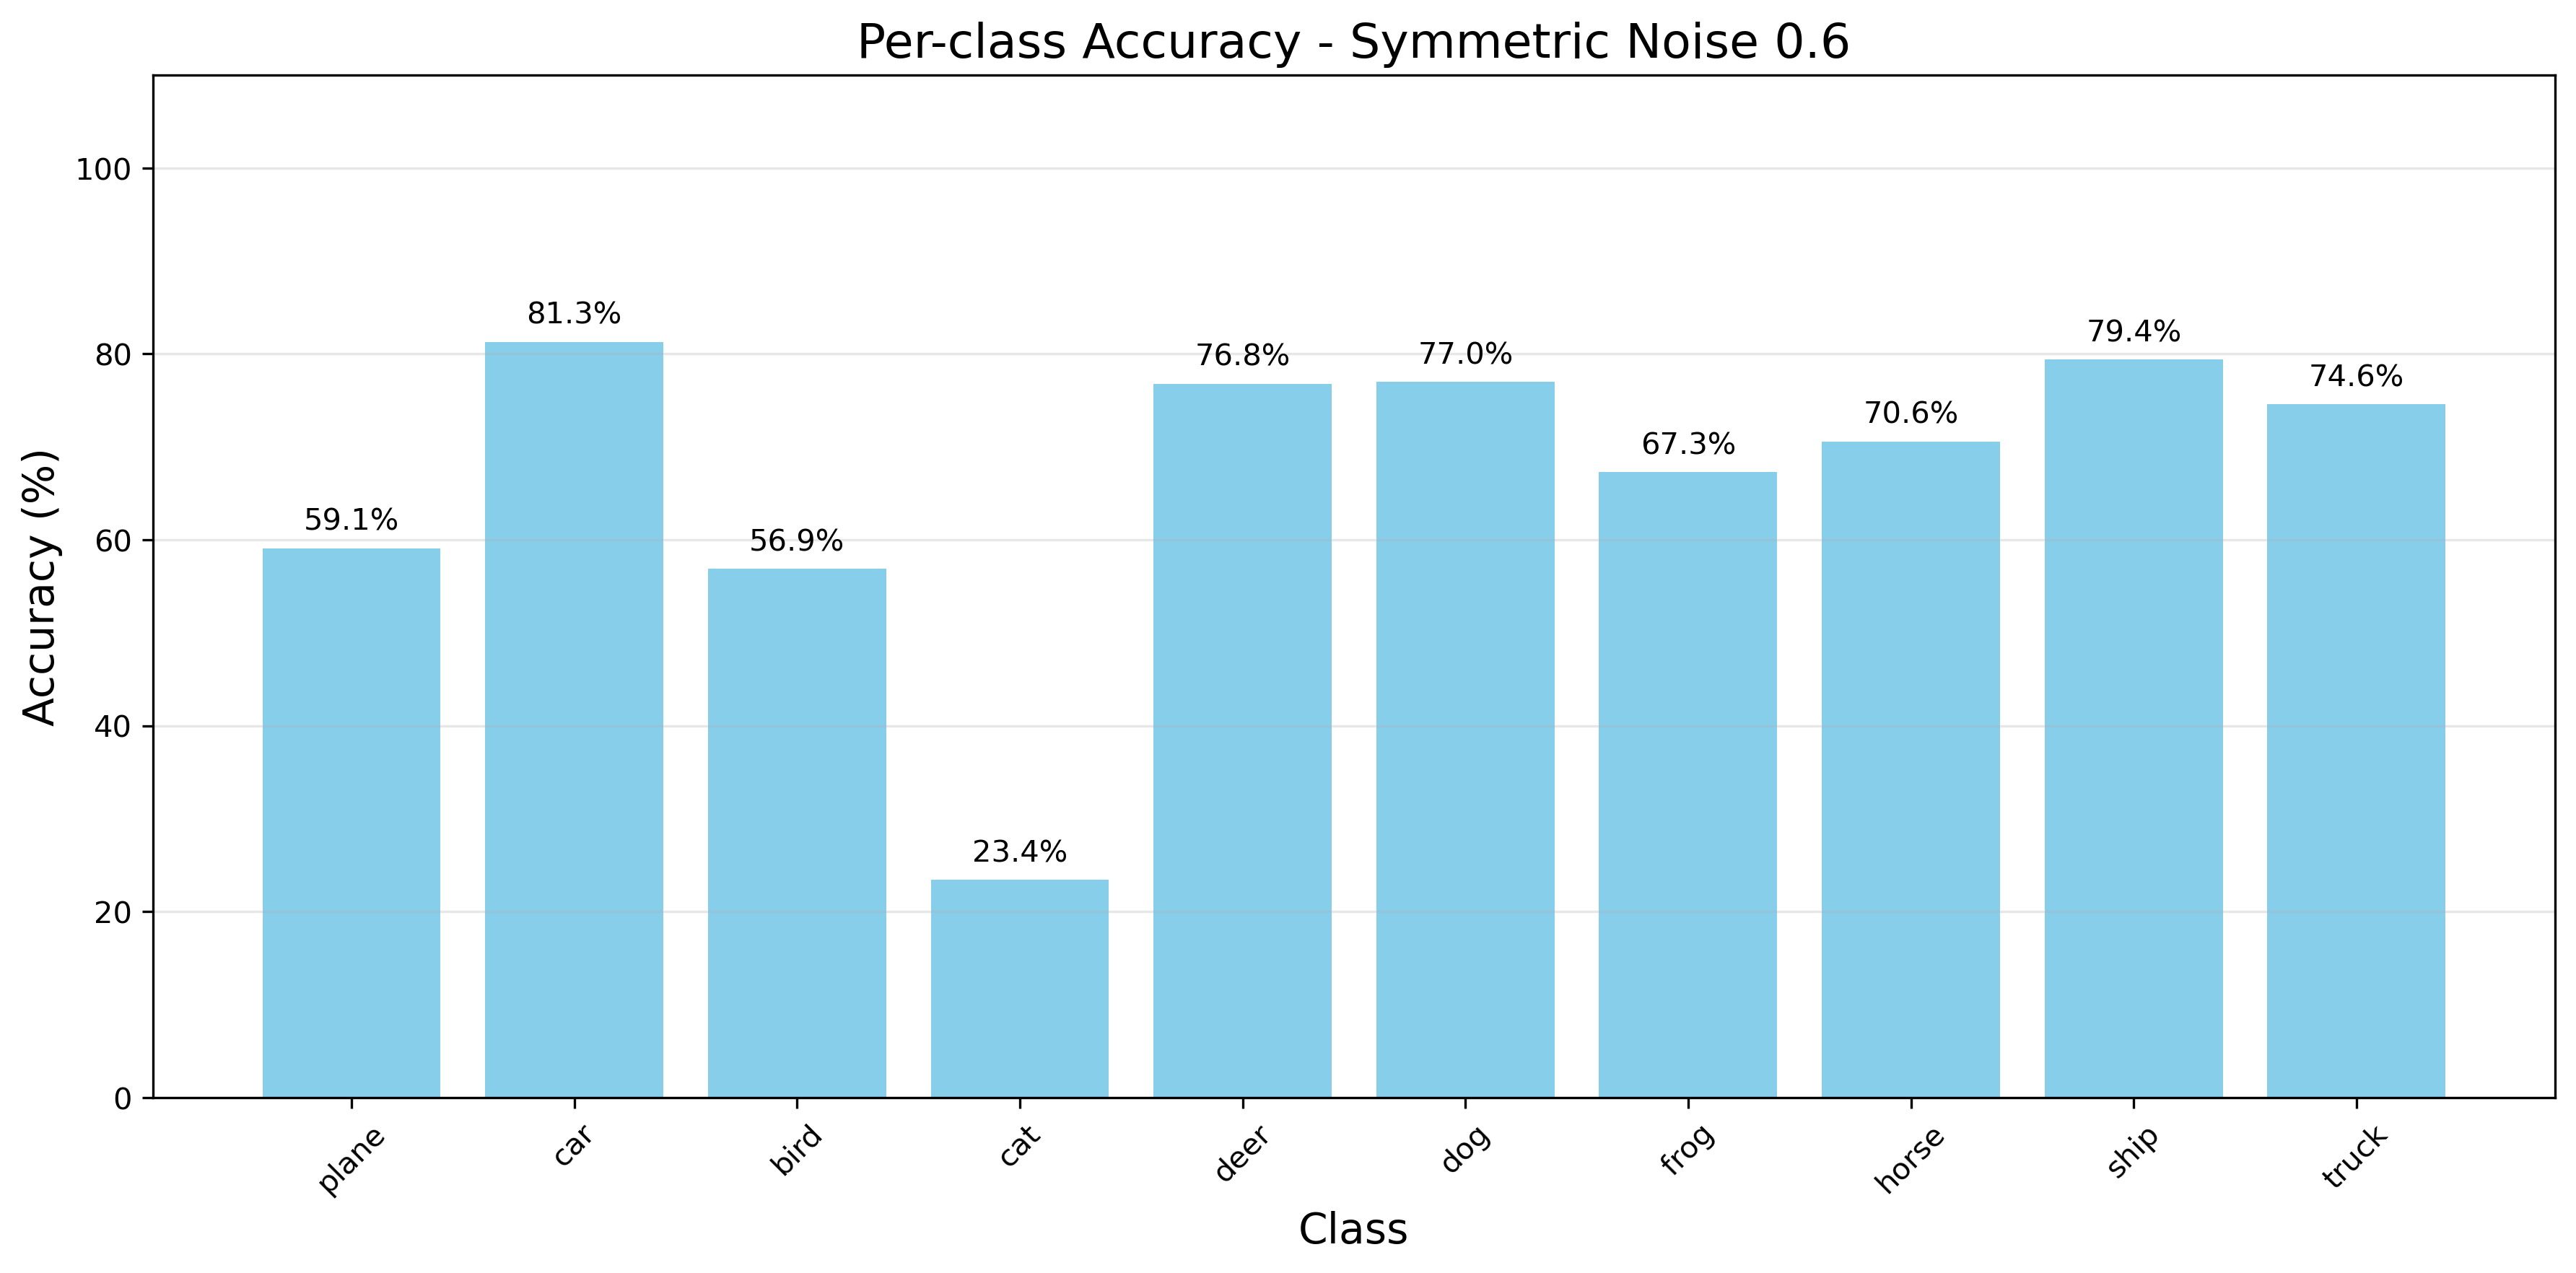 Per-class Accuracy - Symmetric Noise 0.6
Accuracy (%)
100
80
60
40
20
0
59.1%
81.3%
56.9%
23.4%
76.8%
77.0%
67.3%
70.6%
79.4%
74.6%
plane
car
bird
cat
deer
dog
frog
horse
ship
truck
Class